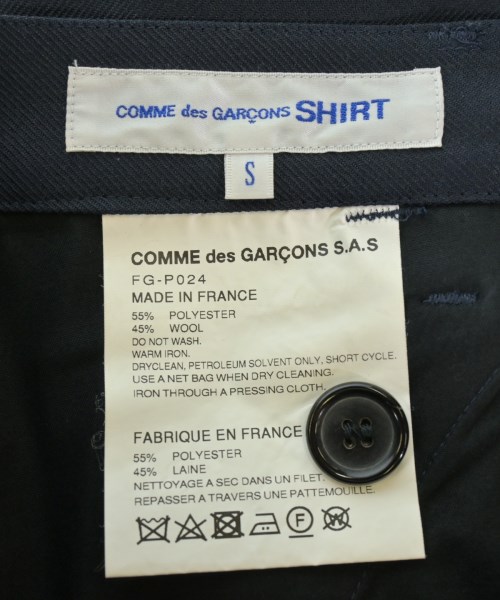 COMME des GARÇONS SHIRT
S
COMME des GARÇONS S.A.S
FG-P024
MADE IN FRANCE
55% POLYESTER
45% WOOL
DO NOT WASH.
WARM IRON.
DRYCLEAN, PETROLEUM SOLVENT ONLY, SHORT CYCLE.
USE A NET BAG WHEN DRY CLEANING.
IRON THROUGH A PRESSING CLOTH.
FABRIQUE EN FRANCE
55% POLYESTER
45% LAINE
NETTOYAGE A SEC DANS UN FILET.
REPASSER A TRAVERS UNE PATTEMOUILLE.
F W